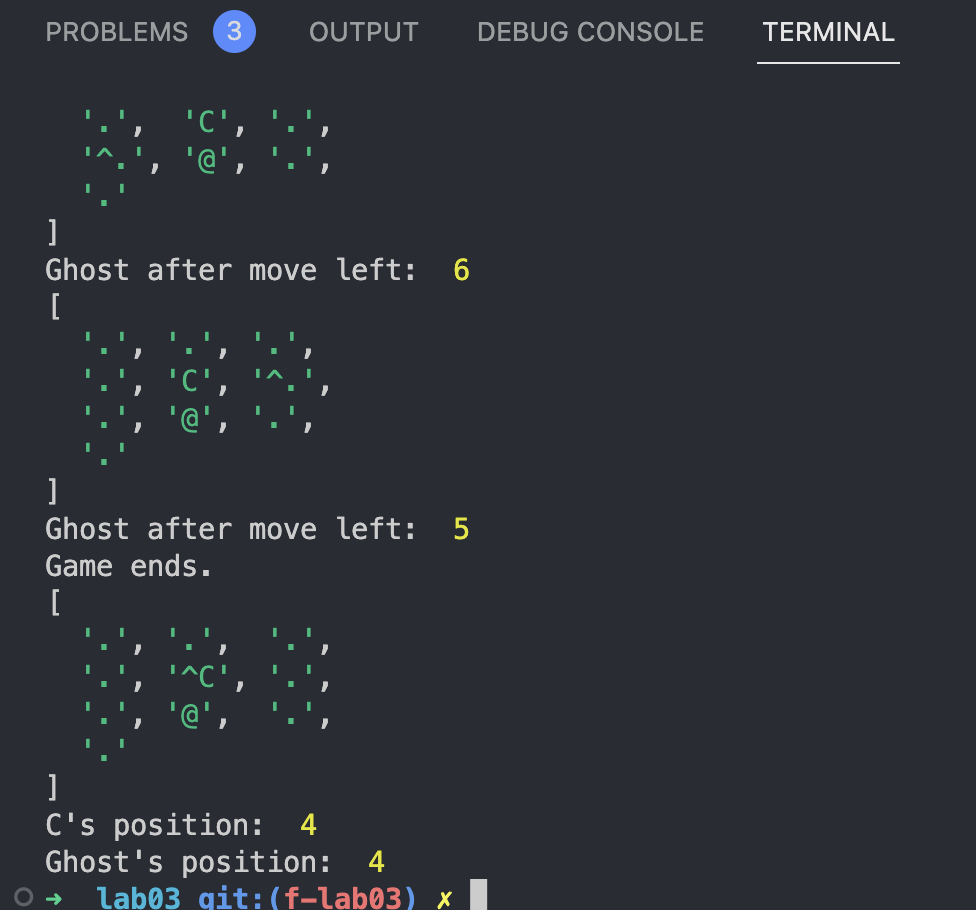 PROBLEMS 3 OUTPUT DEBUG CONSOLE TERMINAL
'.', 'C', '.',
'^.', '@', '.',
'.'
]
Ghost after move left: 6
[
'.', '.', '.',
'.', 'C', '^.',
'.', '@', '.',
'.'
]
Ghost after move left: 5
Game ends.
[
'.', '.', '.',
'.', '^C', '.',
'.', '@', '.',
'.'
]
C's position: 4
Ghost's position: 4
➜ lab03 git:(f-lab03) ✗